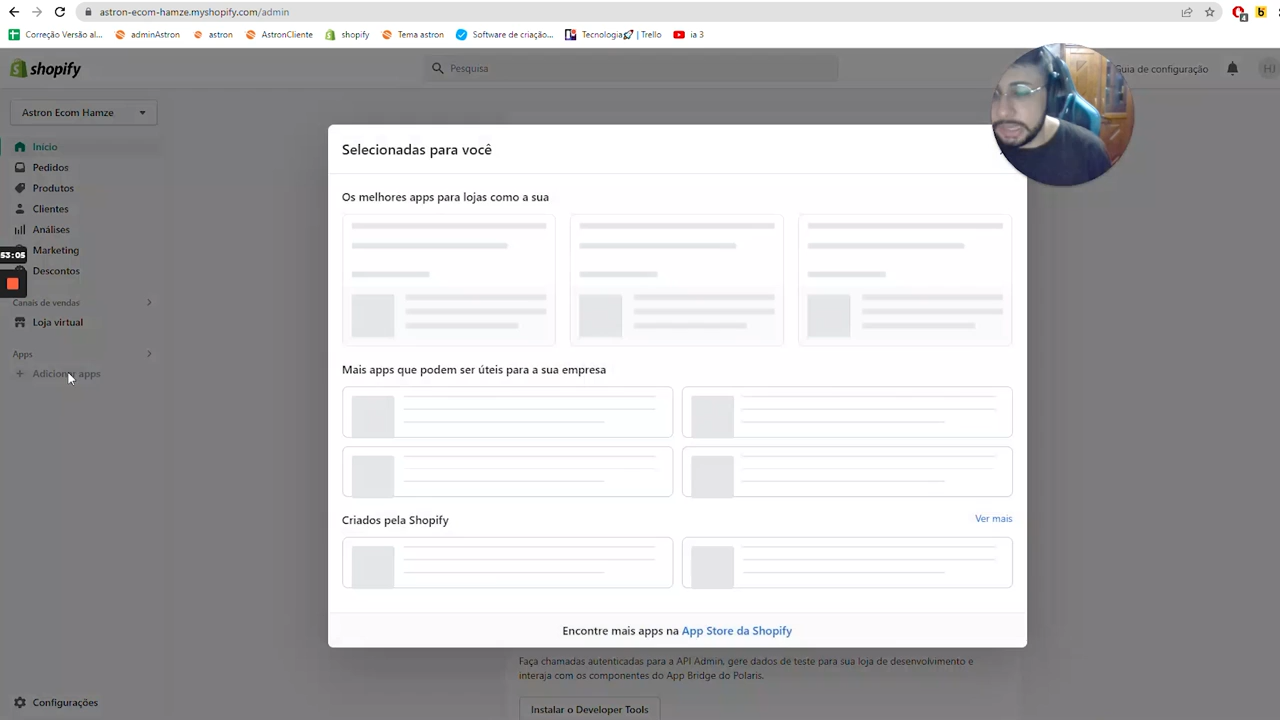 astron-ecom-hamze.myshopify.com/admin
4
Correção Versão al...
adminAstron
astron
AstronCliente
shopify
Tema astron
Software de criação...
Tecnologia🚀 | Trello
ia 3
shopify
Pesquisa
Guia de configuração
HJ
Astron Ecom Hamze
Início
Pedidos
Produtos
Clientes
Análises
53:05
Marketing
Descontos
Canais de vendas
Loja virtual
Apps
Adicionar apps
Configurações
Selecionadas para você
Os melhores apps para lojas como a sua
Mais apps que podem ser úteis para a sua empresa
Criados pela Shopify
Ver mais
Encontre mais apps na App Store da Shopify
Faça chamadas autenticadas para a API Admin, gere dados de teste para sua loja de desenvolvimento e
interaja com os componentes do App Bridge do Polaris.
Instalar o Developer Tools